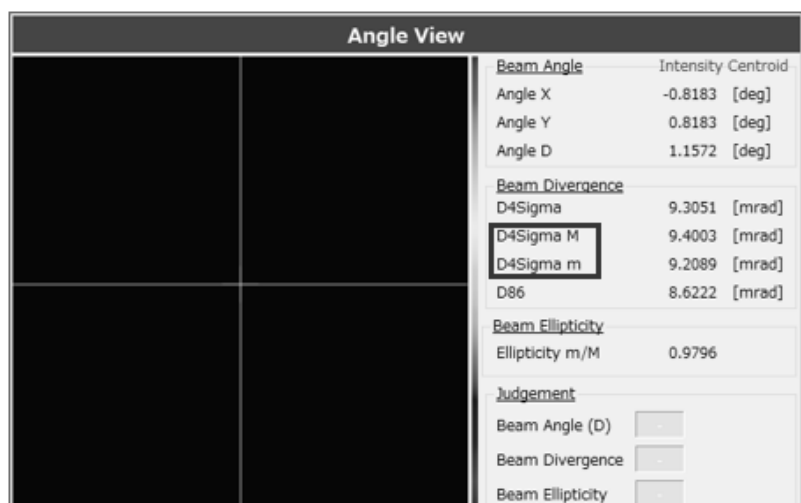 Angle View
Beam Angle Intensity Centroid
Angle X -0.8183 [deg]
Angle Y 0.8183 [deg]
Angle D 1.1572 [deg]
Beam Divergence
D4Sigma 9.3051 [mrad]
D4Sigma M 9.4003 [mrad]
D4Sigma m 9.2089 [mrad]
D86 8.6222 [mrad]
Beam Ellipticity
Ellipticity m/M 0.9796
Judgement
Beam Angle (D) -
Beam Divergence -
Beam Ellipticity -